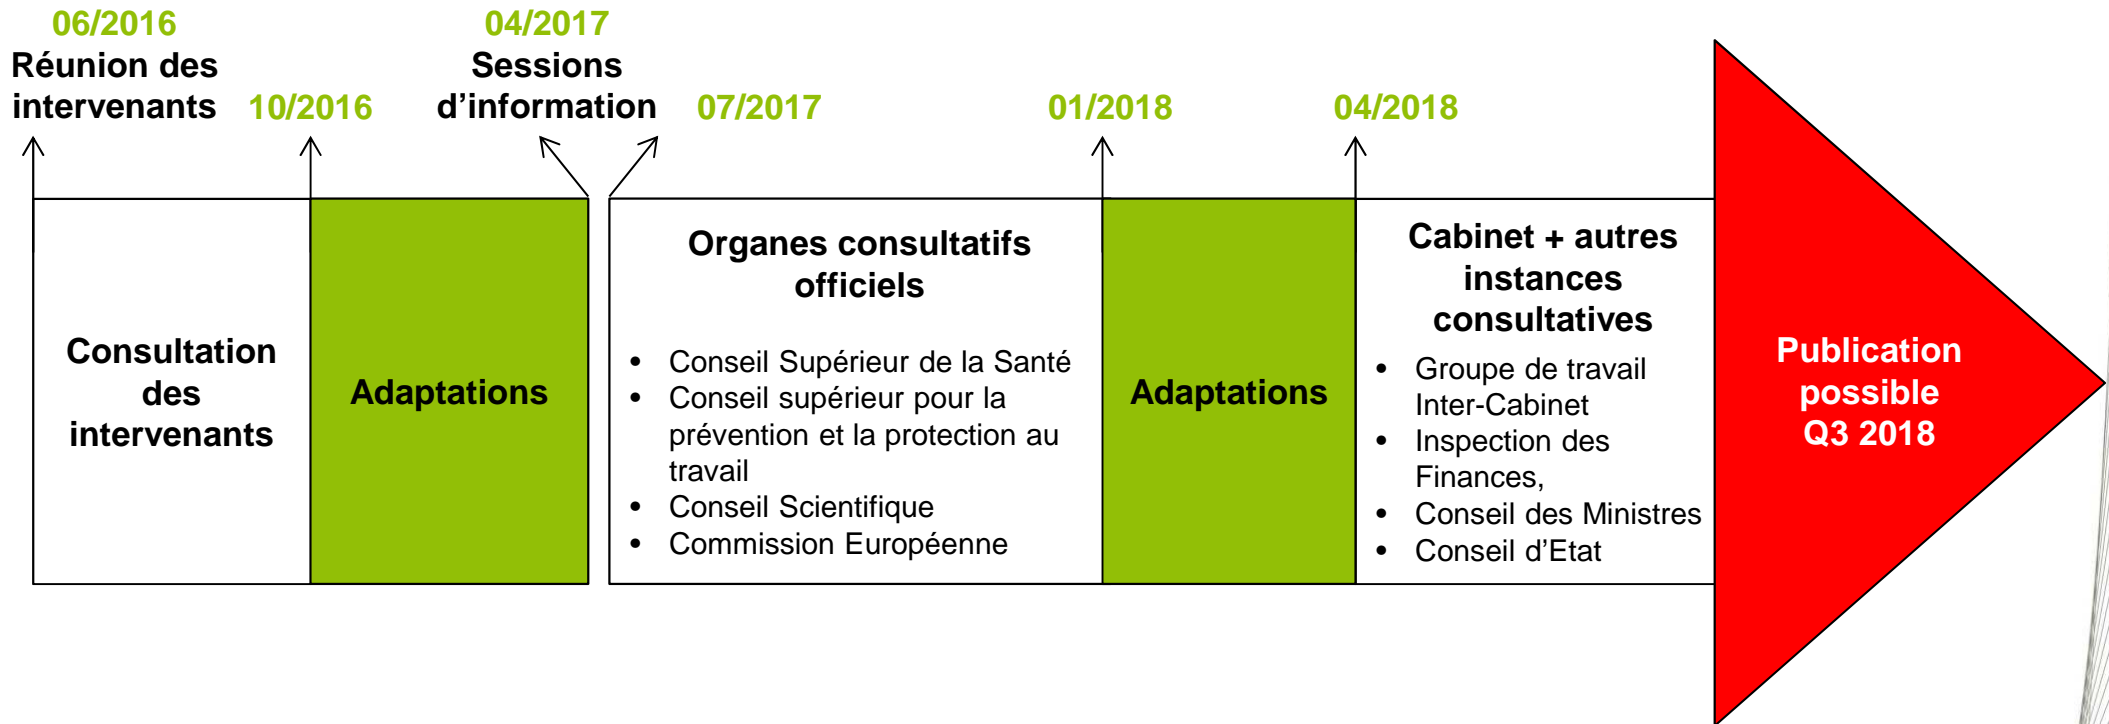 06/2016
Réunion des
intervenants
10/2016
04/2017
Sessions
d’information
07/2017
01/2018
04/2018
Consultation
des
intervenants
Adaptations
Organes consultatifs
officiels
• Conseil Supérieur de la Santé
• Conseil supérieur pour la
prévention et la protection au
travail
• Conseil Scientifique
• Commission Européenne
Adaptations
Cabinet + autres
instances
consultatives
• Groupe de travail
Inter-Cabinet
• Inspection des
Finances,
• Conseil des Ministres
• Conseil d’Etat
Publication
possible
Q3 2018